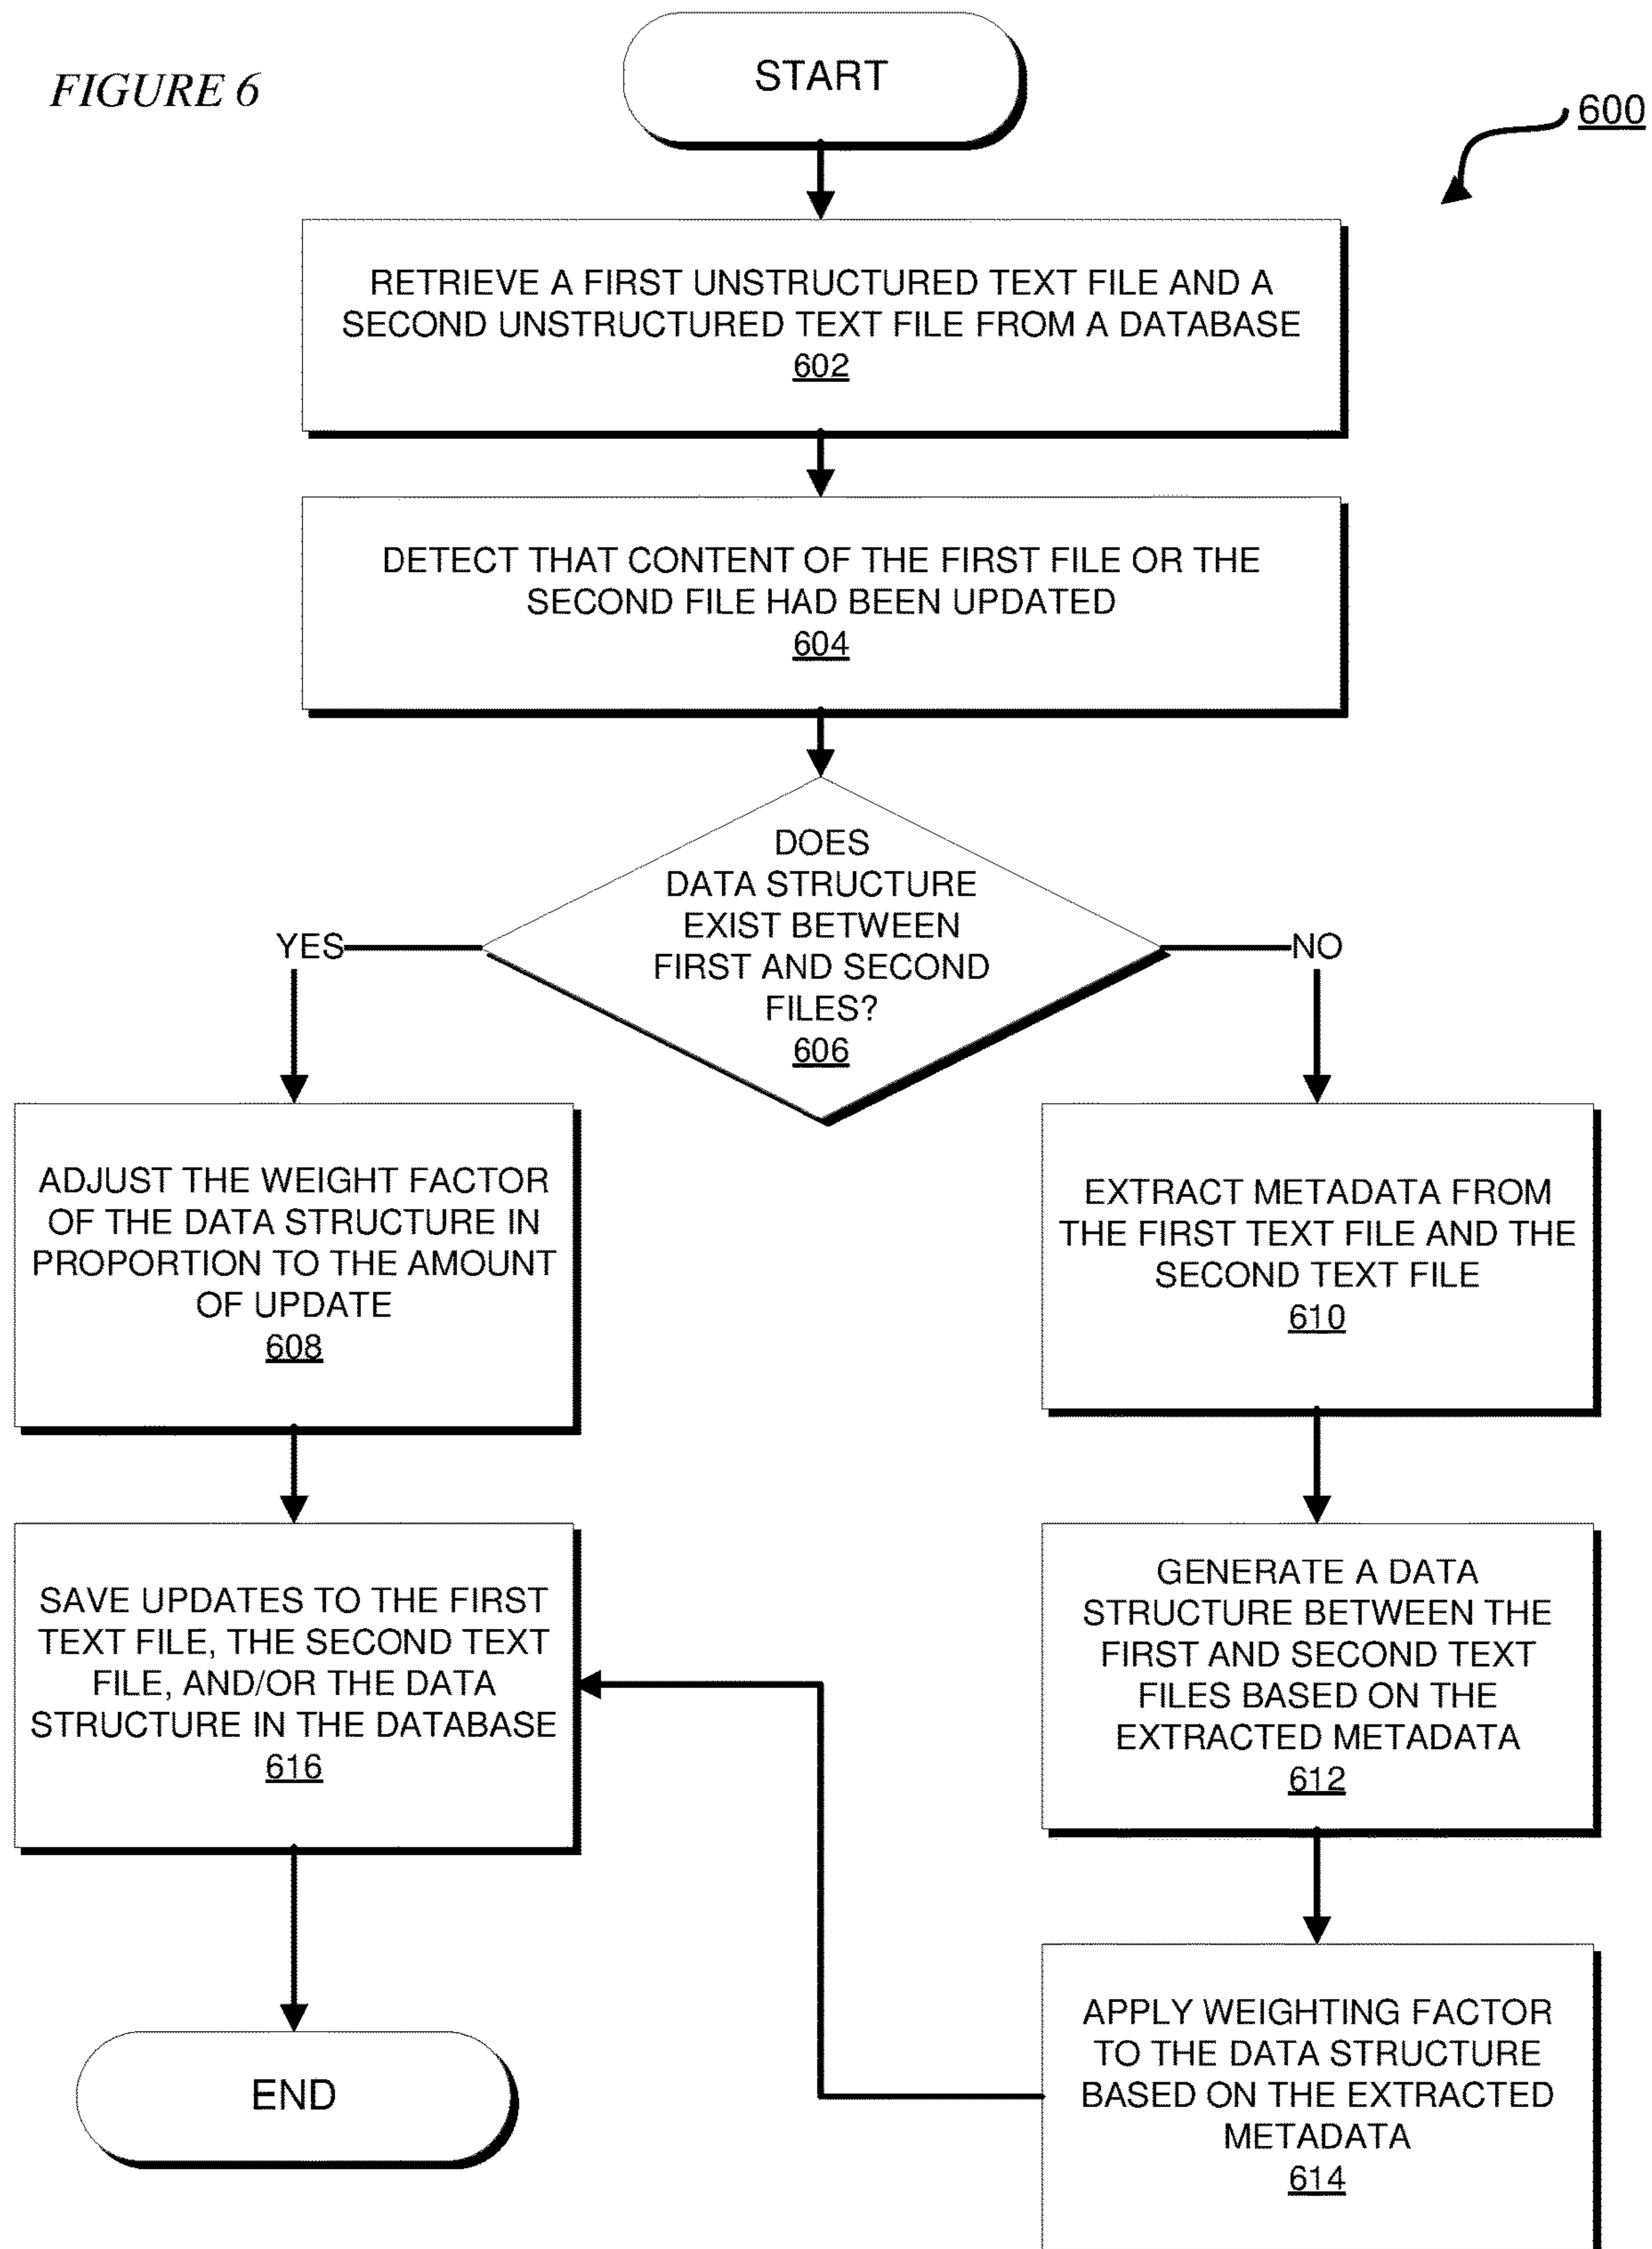 FIGURE 6
START
600
RETRIEVE A FIRST UNSTRUCTURED TEXT FILE AND A
SECOND UNSTRUCTURED TEXT FILE FROM A DATABASE
602
DETECT THAT CONTENT OF THE FIRST FILE OR THE
SECOND FILE HAD BEEN UPDATED
604
DOES
DATA STRUCTURE
EXIST BETWEEN
FIRST AND SECOND
FILES?
606
YES
NO
ADJUST THE WEIGHT FACTOR
OF THE DATA STRUCTURE IN
PROPORTION TO THE AMOUNT
OF UPDATE
608
EXTRACT METADATA FROM
THE FIRST TEXT FILE AND THE
SECOND TEXT FILE
610
SAVE UPDATES TO THE FIRST
TEXT FILE, THE SECOND TEXT
FILE, AND/OR THE DATA
STRUCTURE IN THE DATABASE
616
GENERATE A DATA
STRUCTURE BETWEEN THE
FIRST AND SECOND TEXT
FILES BASED ON THE
EXTRACTED METADATA
612
END
APPLY WEIGHTING FACTOR
TO THE DATA STRUCTURE
BASED ON THE EXTRACTED
METADATA
614